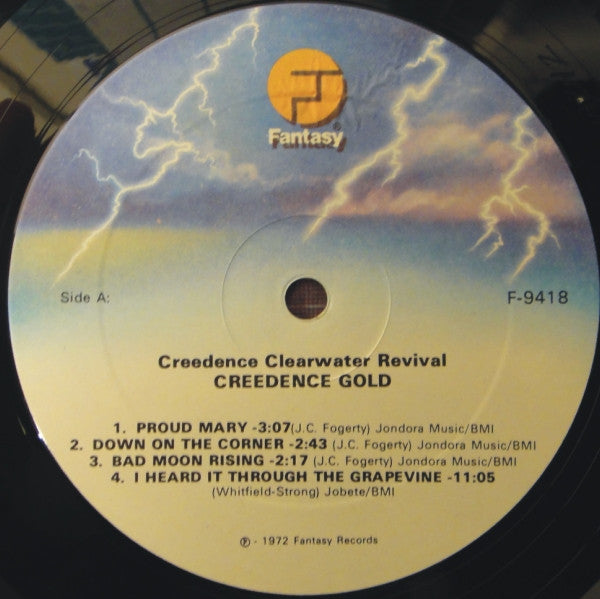 Fantasy
Side A: F-9418
Creedence Clearwater Revival
CREEDENCE GOLD
1. PROUD MARY -3:07(J.C. Fogerty) Jondora Music/BMI
2. DOWN ON THE CORNER -2:43 (J.C. Fogerty) Jondora Music/BMI
3. BAD MOON RISING -2:17 (J.C. Fogerty) Jondora Music/BMI
4. I HEARD IT THROUGH THE GRAPEVINE -11:05
(Whitfield-Strong) Jobete/BMI
℗ - 1972 Fantasy Records